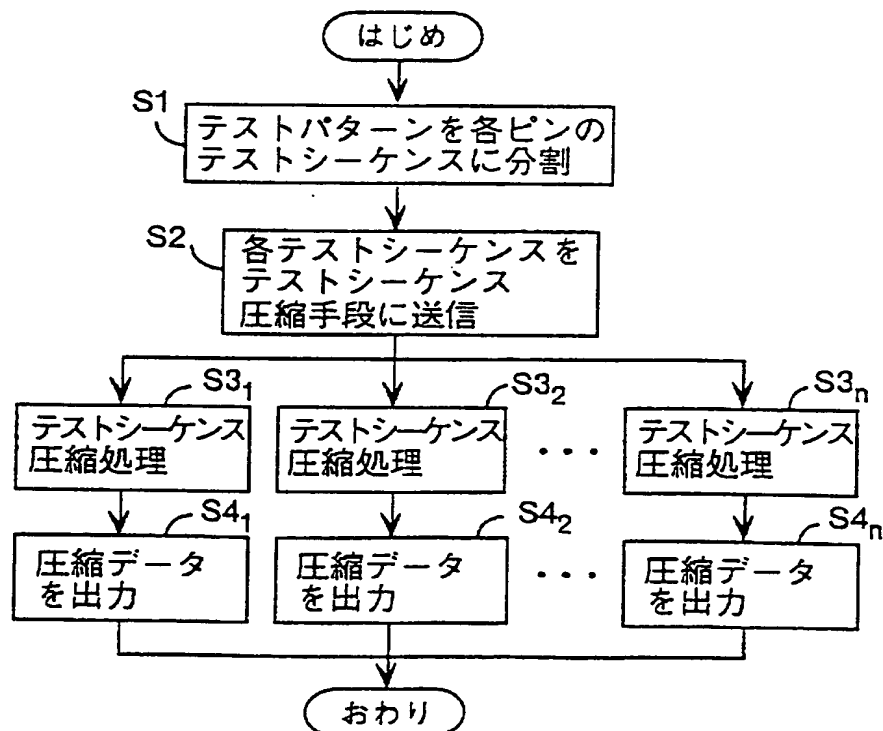 はじめ
S1
テストパターンを各ピンの
テストシーケンスに分割
S2
各テストシーケンスを
テストシーケンス
圧縮手段に送信
S3₁
テストシーケンス
圧縮処理
S3₂
テストシーケンス
圧縮処理
・・・
S3ₙ
テストシーケンス
圧縮処理
S4₁
圧縮データ
を出力
S4₂
圧縮データ
を出力
・・・
S4ₙ
圧縮データ
を出力
おわり